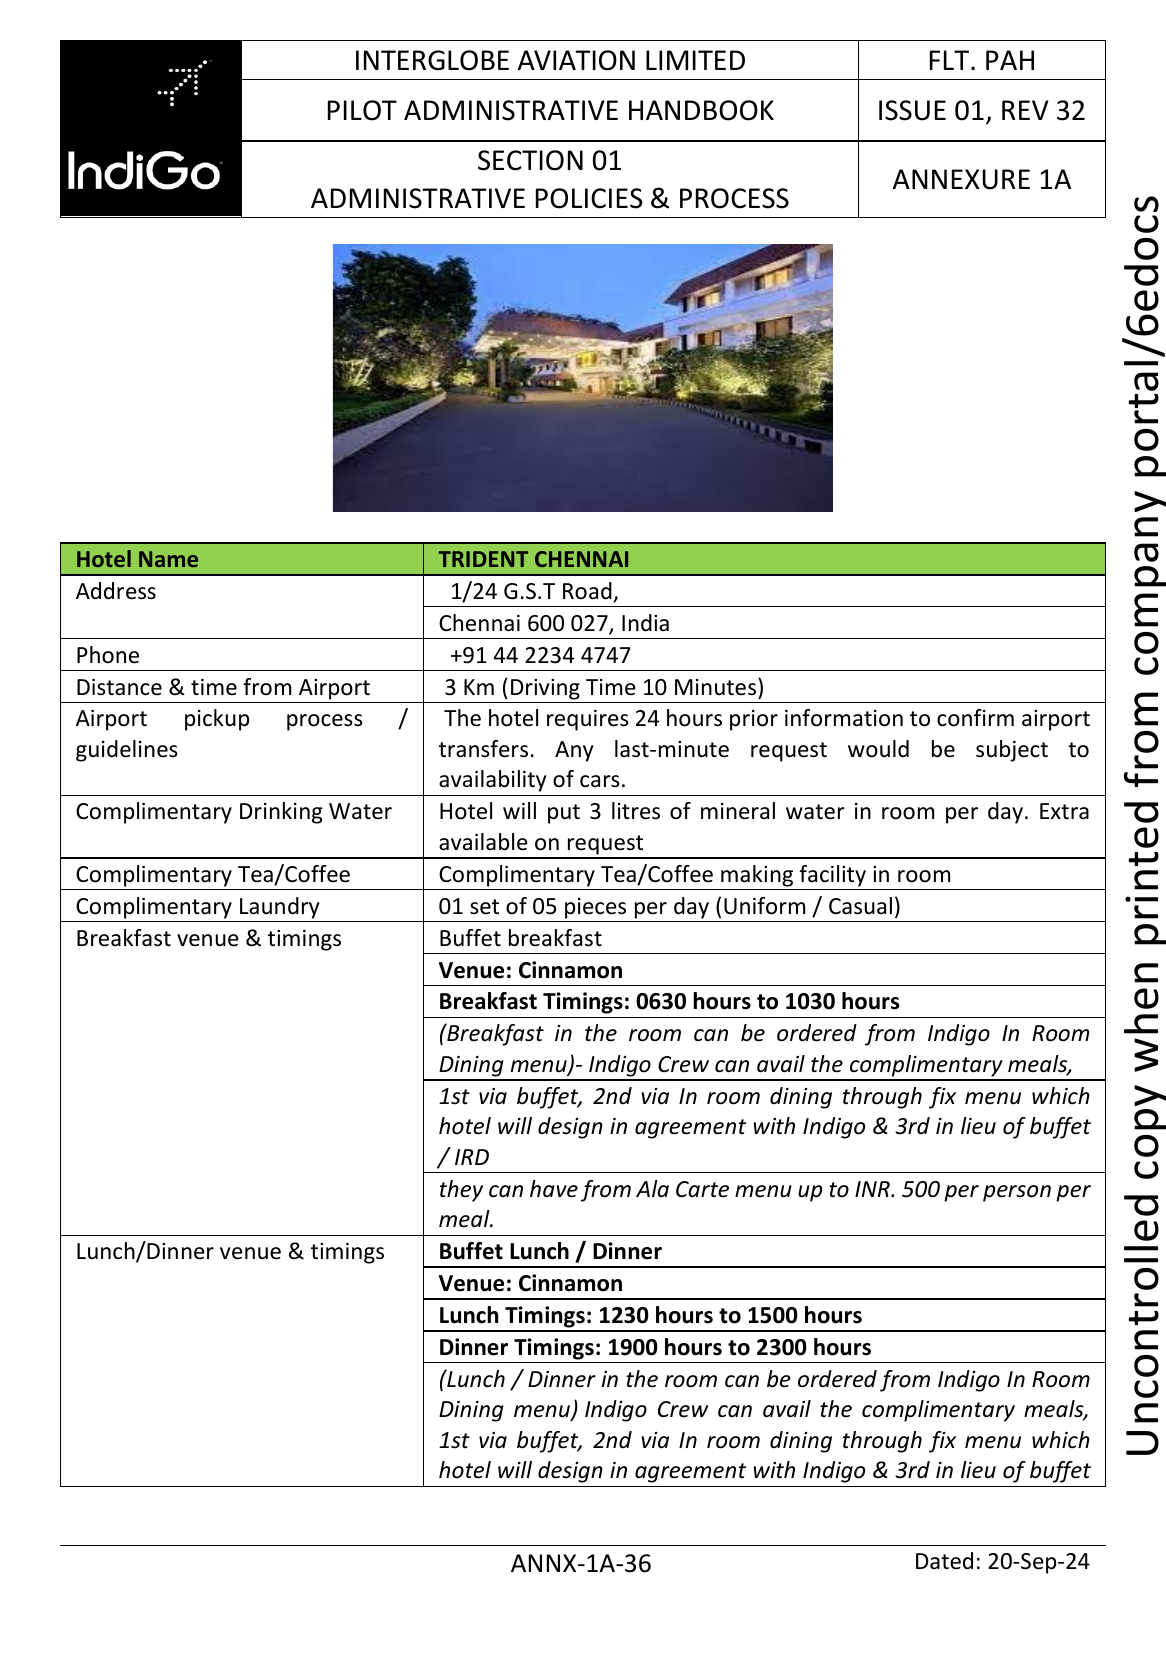 IndiGo
INTERGLOBE AVIATION LIMITED
FLT. PAH
PILOT ADMINISTRATIVE HANDBOOK
ISSUE 01, REV 32
SECTION 01
ADMINISTRATIVE POLICIES & PROCESS
ANNEXURE 1A
Hotel Name
TRIDENT CHENNAI
Address
1/24 G.S.T Road,
Chennai 600 027, India
Phone
+91 44 2234 4747
Distance & time from Airport
3 Km (Driving Time 10 Minutes)
Airport pickup process /
guidelines
The hotel requires 24 hours prior information to confirm airport
transfers. Any last-minute request would be subject to
availability of cars.
Complimentary Drinking Water
Hotel will put 3 litres of mineral water in room per day. Extra
available on request
Complimentary Tea/Coffee
Complimentary Tea/Coffee making facility in room
Complimentary Laundry
01 set of 05 pieces per day (Uniform / Casual)
Breakfast venue & timings
Buffet breakfast
Venue: Cinnamon
Breakfast Timings: 0630 hours to 1030 hours
(Breakfast in the room can be ordered from Indigo In Room
Dining menu)- Indigo Crew can avail the complimentary meals,
1st via buffet, 2nd via In room dining through fix menu which
hotel will design in agreement with Indigo & 3rd in lieu of buffet
/ IRD
they can have from Ala Carte menu up to INR. 500 per person per
meal.
Lunch/Dinner venue & timings
Buffet Lunch / Dinner
Venue: Cinnamon
Lunch Timings: 1230 hours to 1500 hours
Dinner Timings: 1900 hours to 2300 hours
(Lunch / Dinner in the room can be ordered from Indigo In Room
Dining menu) Indigo Crew can avail the complimentary meals,
1st via buffet, 2nd via In room dining through fix menu which
hotel will design in agreement with Indigo & 3rd in lieu of buffet
ANNX-1A-36
Dated: 20-Sep-24
Uncontrolled copy when printed from company portal/6edocs